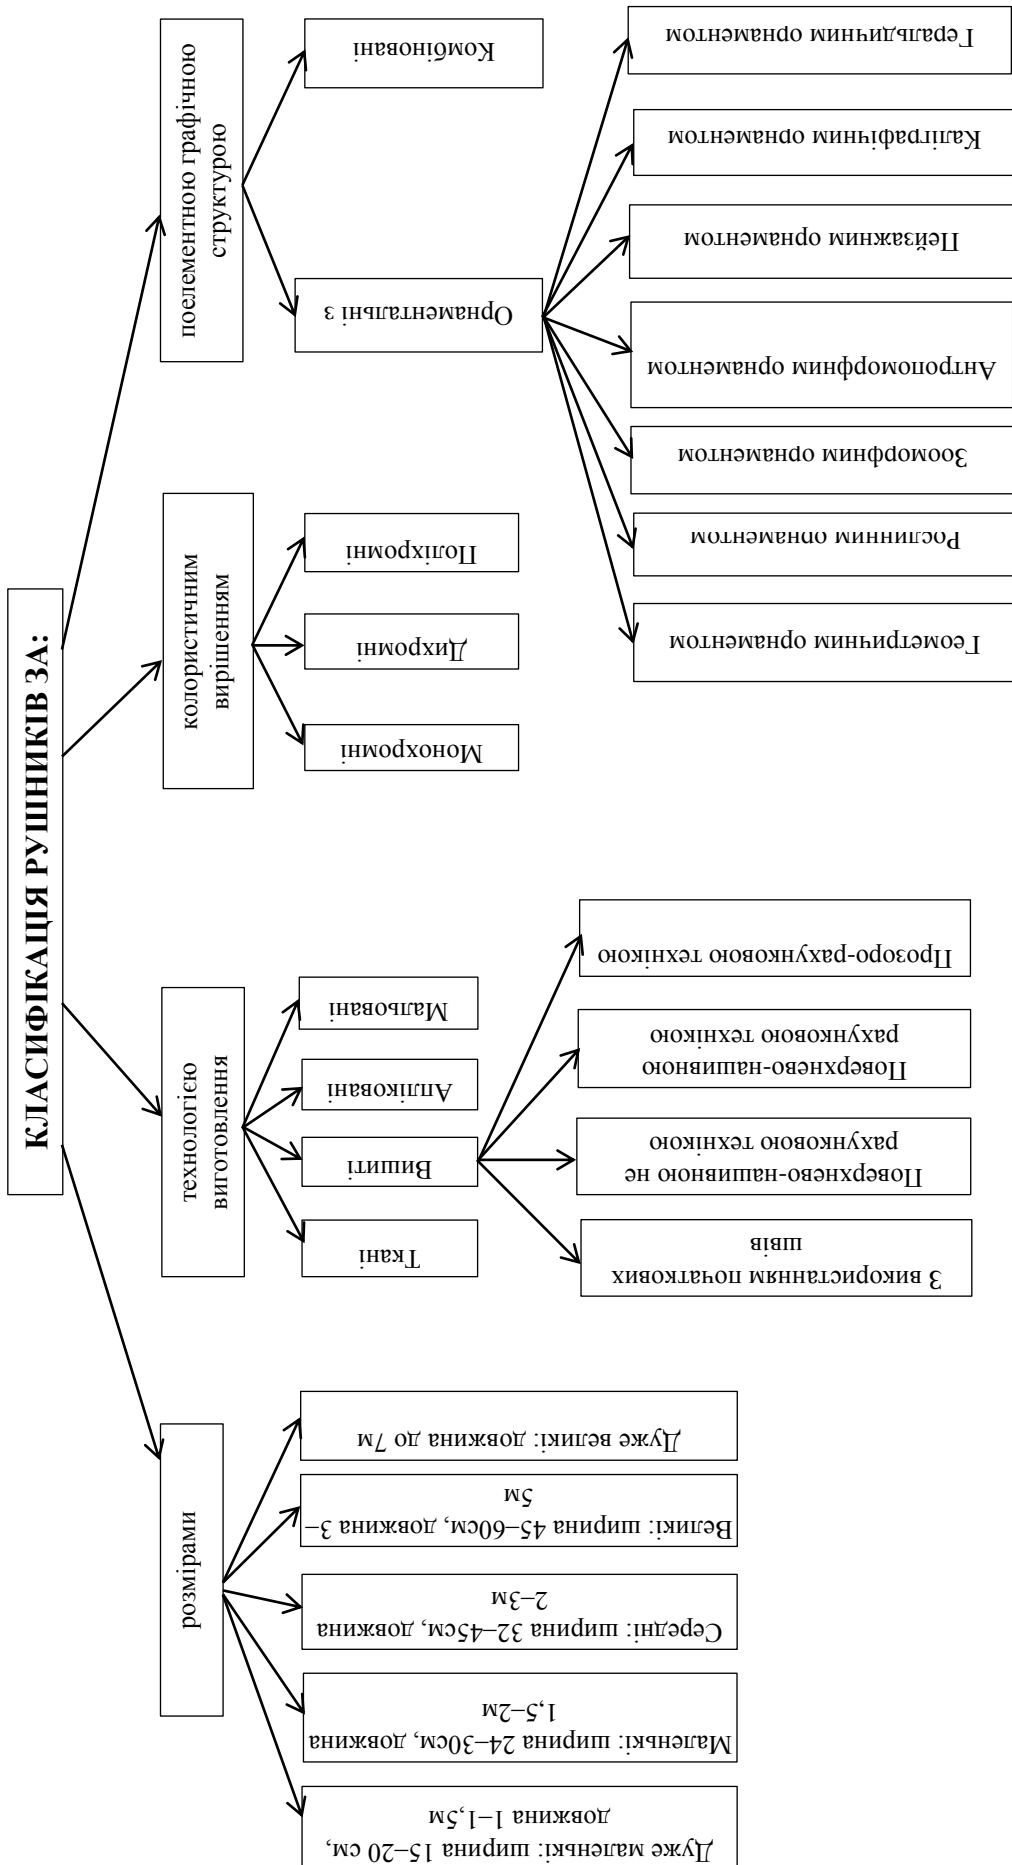 КЛАСИФІКАЦІЯ РУШНИКІВ ЗА:
розмірами
Дуже маленькі: ширина 15–20 см,
довжина 1–1,5м
Маленькі: ширина 24–30см, довжина
1,5–2м
Середні: ширина 32–45см, довжина
2–3м
Великі: ширина 45–60см, довжина 3–
5м
Дуже великі: довжина до 7м
технологією
виготовлення
Ткані
Вишиті
Апліковані
Мальовані
З використанням початкових
швів
Поверхнево-нашивною не
рахунковою технікою
Поверхнево-нашивною
рахунковою технікою
Прозоро-рахунковою технікою
колористичним
вирішенням
Монохромні
Дихромні
Поліхромні
поелементною графічною
структурою
Орнаментальні з
Комбіновані
Геометричним орнаментом
Рослинним орнаментом
Зооморфним орнаментом
Антропоморфним орнаментом
Пейзажним орнаментом
Каліграфічним орнаментом
Геральдичним орнаментом